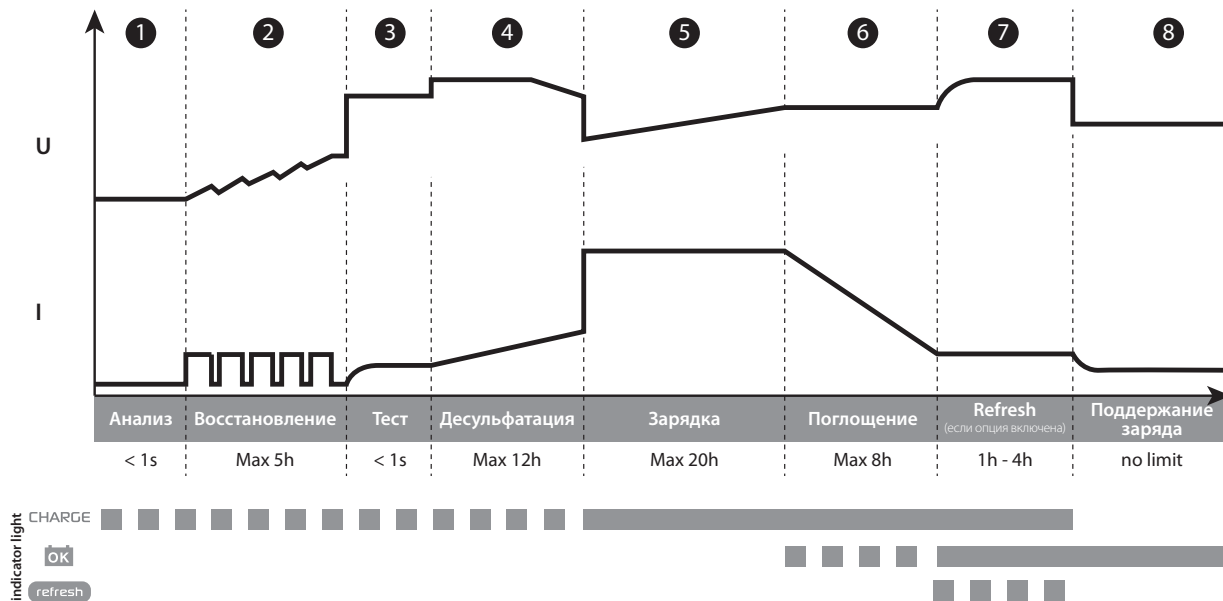 1 2 3 4 5 6 7 8
U
I
Анализ Восстановление Тест Десульфатация Зарядка Поглощение Refresh (если опция включена) Поддержание заряда
< 1s Max 5h < 1s Max 12h Max 20h Max 8h 1h - 4h no limit
indicator light
CHARGE
OK
refresh